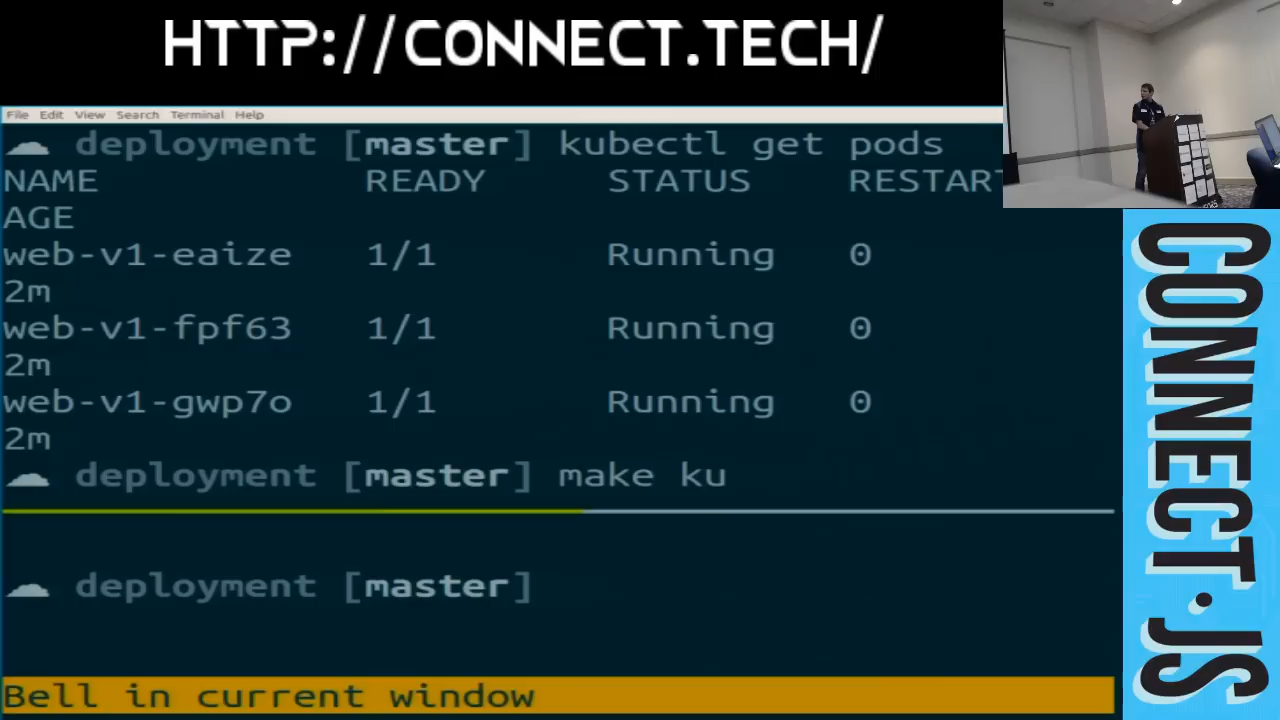 HTTP://CONNECT.TECH/
File Edit View Search Terminal Help
deployment [master] kubectl get pods
NAME READY STATUS RESTART
AGE
web-v1-eaize 1/1 Running 0
2m
web-v1-fpf63 1/1 Running 0
2m
web-v1-gwp7o 1/1 Running 0
2m
deployment [master] make ku
deployment [master]
Bell in current window
CONNECT.JS